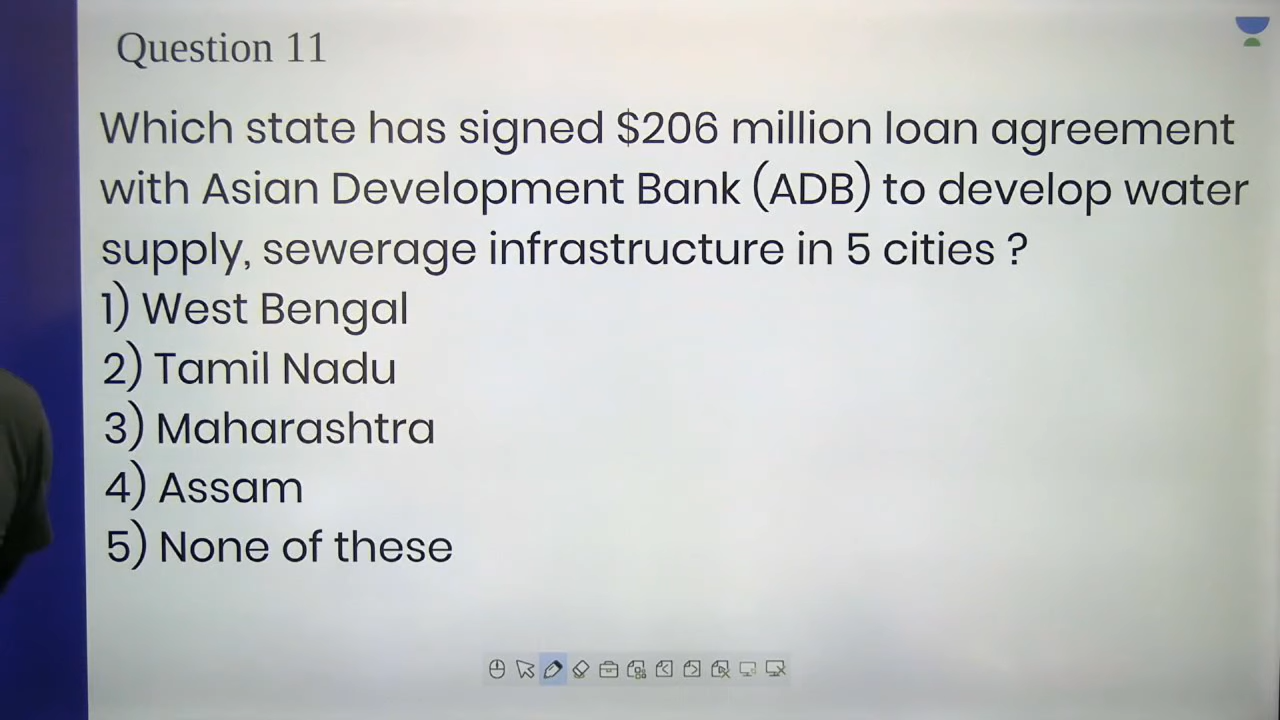 Question 11
Which state has signed $206 million loan agreement
with Asian Development Bank (ADB) to develop water
supply, sewerage infrastructure in 5 cities ?
1) West Bengal
2) Tamil Nadu
3) Maharashtra
4) Assam
5) None of these